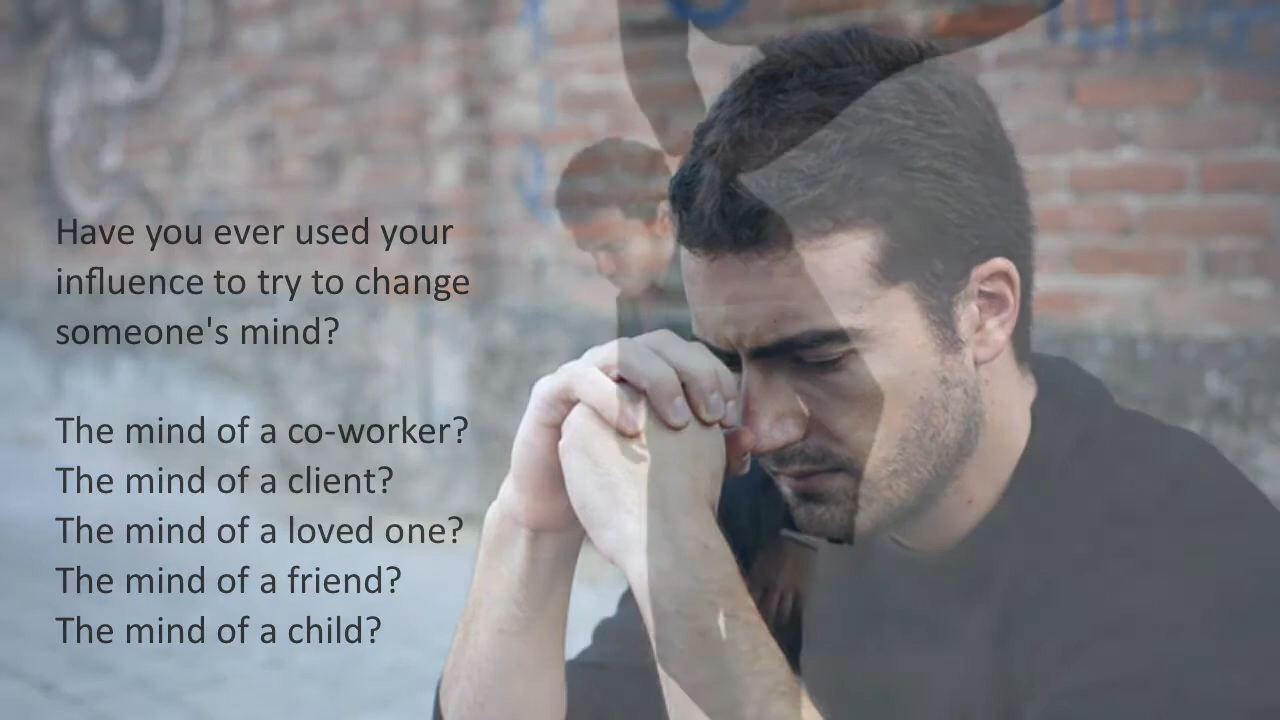 Have you ever used your
influence to try to change
someone's mind?
The mind of a co-worker?
The mind of a client?
The mind of a loved one?
The mind of a friend?
The mind of a child?